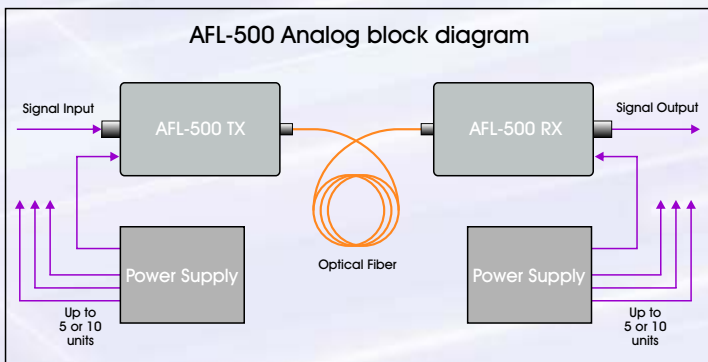 AFL-500 Analog block diagram
Signal Input
AFL-500 TX
AFL-500 RX
Signal Output
Optical Fiber
Power Supply
Power Supply
Up to
5 or 10
units
Up to
5 or 10
units